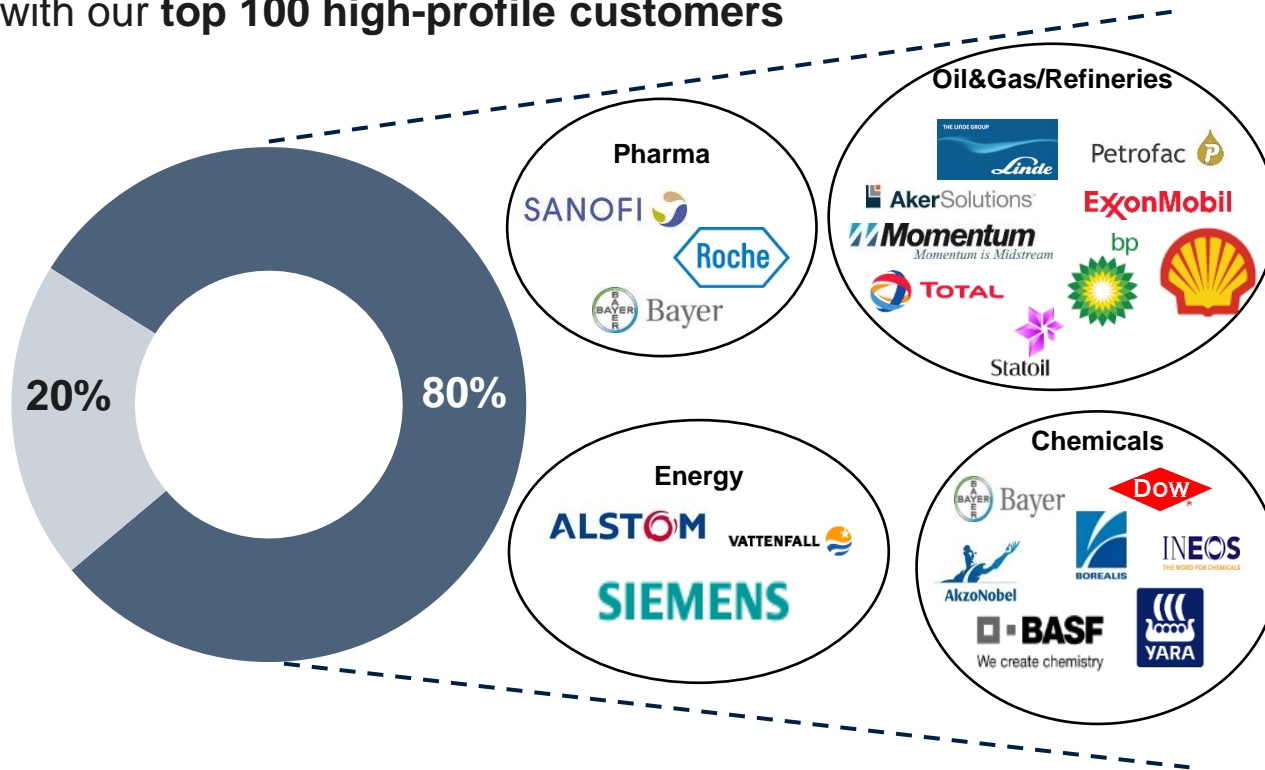 with our top 100 high-profile customers
20%
80%
Pharma
SANOFI
Roche
BAYER
BAYER
Bayer
Oil&Gas/Refineries
THE LINDE GROUP
Linde
Petrofac
P
AkerSolutions
ExxonMobil
Momentum
Momentum is Midstream
bp
TOTAL
Statoil
Energy
ALSTOM
VATTENFALL
SIEMENS
Chemicals
BAYER
BAYER
Bayer
Dow
BOREALIS
INEOS
THE WORD FOR CHEMICALS
AkzoNobel
BASF
We create chemistry
YARA